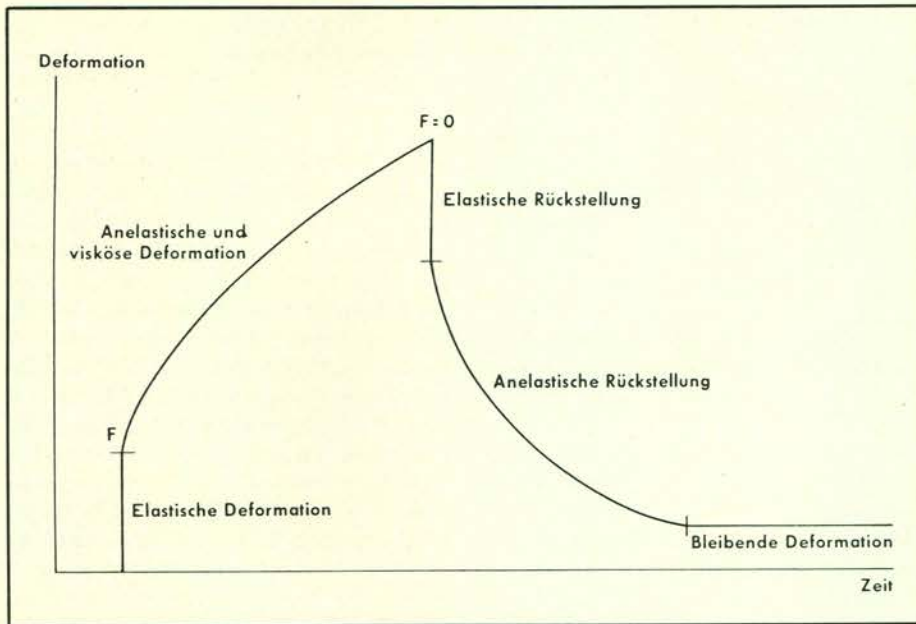 Deformation
F = 0
Elastische Rückstellung
Anelastische und
visköse Deformation
Anelastische Rückstellung
F
Elastische Deformation
Bleibende Deformation
Zeit